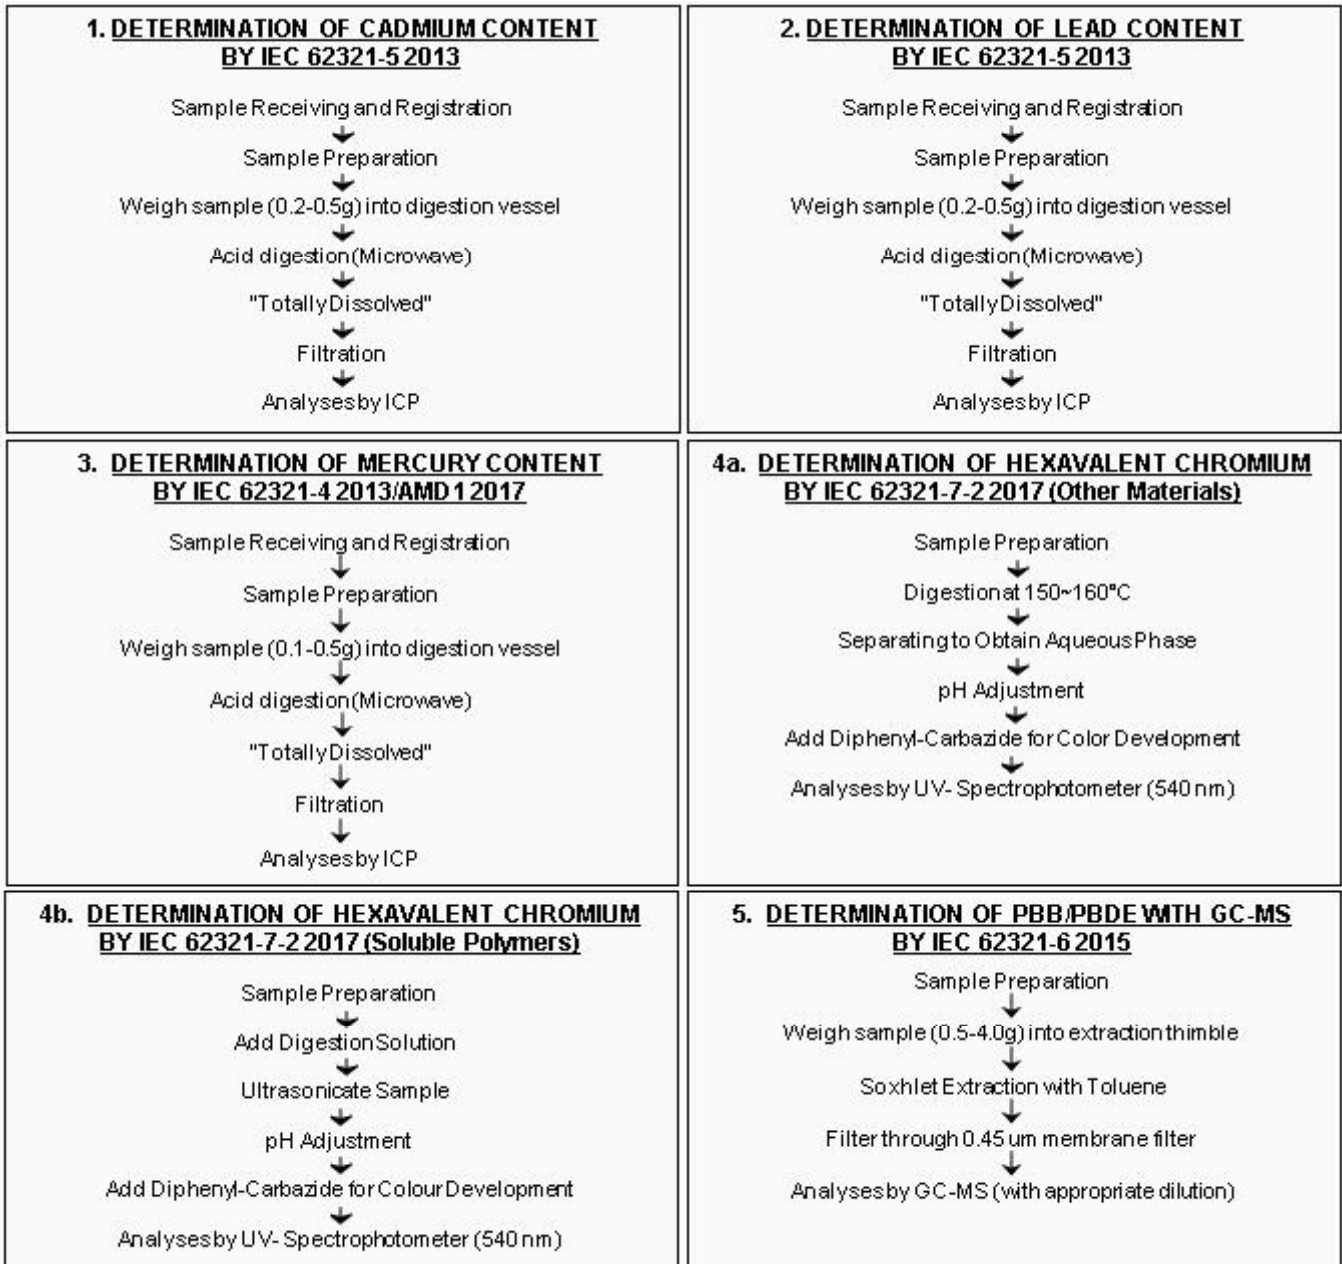 1. DETERMINATION OF CADMIUM CONTENT
BY IEC 62321-5 2013
Sample Receiving and Registration
Sample Preparation
Weigh sample (0.2-0.5g) into digestion vessel
Acid digestion (Microwave)
"Totally Dissolved"
Filtration
Analyses by ICP
2. DETERMINATION OF LEAD CONTENT
BY IEC 62321-5 2013
Sample Receiving and Registration
Sample Preparation
Weigh sample (0.2-0.5g) into digestion vessel
Acid digestion (Microwave)
"Totally Dissolved"
Filtration
Analyses by ICP
3. DETERMINATION OF MERCURY CONTENT
BY IEC 62321-4 2013/AMD1 2017
Sample Receiving and Registration
Sample Preparation
Weigh sample (0.1-0.5g) into digestion vessel
Acid digestion (Microwave)
"Totally Dissolved"
Filtration
Analyses by ICP
4a. DETERMINATION OF HEXAVALENT CHROMIUM
BY IEC 62321-7-2 2017 (Other Materials)
Sample Preparation
Digestion at 150~160°C
Separating to Obtain Aqueous Phase
pH Adjustment
Add Diphenyl-Carbazide for Color Development
Analyses by UV- Spectrophotometer (540 nm)
4b. DETERMINATION OF HEXAVALENT CHROMIUM
BY IEC 62321-7-2 2017 (Soluble Polymers)
Sample Preparation
Add Digestion Solution
Ultrasonicate Sample
pH Adjustment
Add Diphenyl-Carbazide for Colour Development
Analyses by UV- Spectrophotometer (540 nm)
5. DETERMINATION OF PBB/PBDE WITH GC-MS
BY IEC 62321-6 2015
Sample Preparation
Weigh sample (0.5-4.0g) into extraction thimble
Soxhlet Extraction with Toluene
Filter through 0.45 um membrane filter
Analyses by GC-MS (with appropriate dilution)